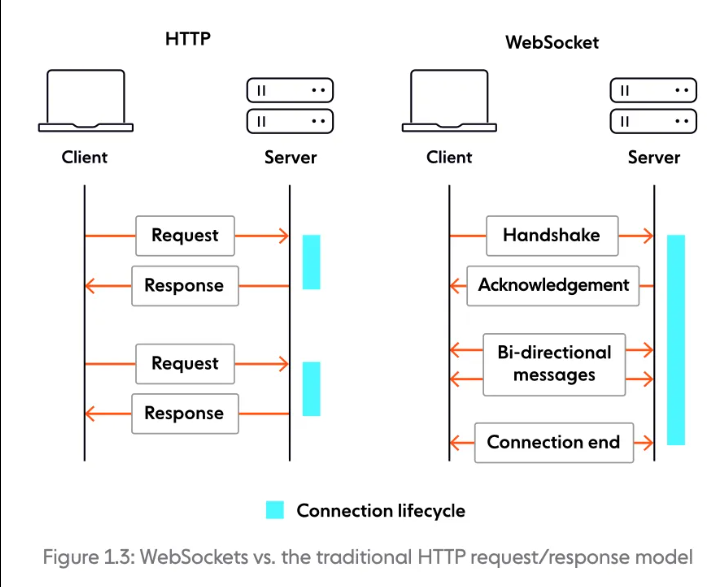 HTTP
WebSocket
Client
Server
Client
Server
Request
Response
Request
Response
Handshake
Acknowledgement
Bi-directional
messages
Connection end
Connection lifecycle
Figure 1.3: WebSockets vs. the traditional HTTP request/response model